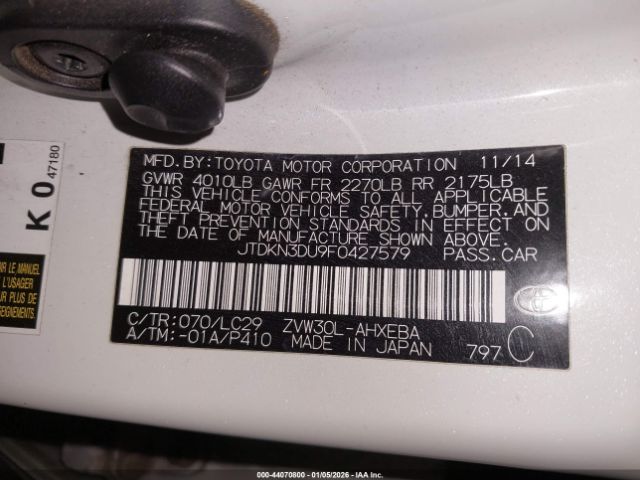 MFD.BY:TOYOTA MOTOR CORPORATION 11/14
GVWR 4010LB GAWR FR 2270LB RR 2175LB
THIS VEHICLE CONFORMS TO ALL APPLICABLE
FEDERAL MOTOR VEHICLE SAFETY,BUMPER,AND
THEFT PREVENTION STANDARDS IN EFFECT ON
THE DATE OF MANUFACTURE SHOWN ABOVE.
JTDKN3DU9F0427579 PASS.CAR
C/TR:070/LC29 ZVW30L-AHXEBA
A/TM:-01A/P410 MADE IN JAPAN 797 C
K 0 47180
IR LE MANUEL
L'USAGER
PLUS DE
SEIGNEMENTS
000-44070800 - 01/05/2026 - IAA Inc.